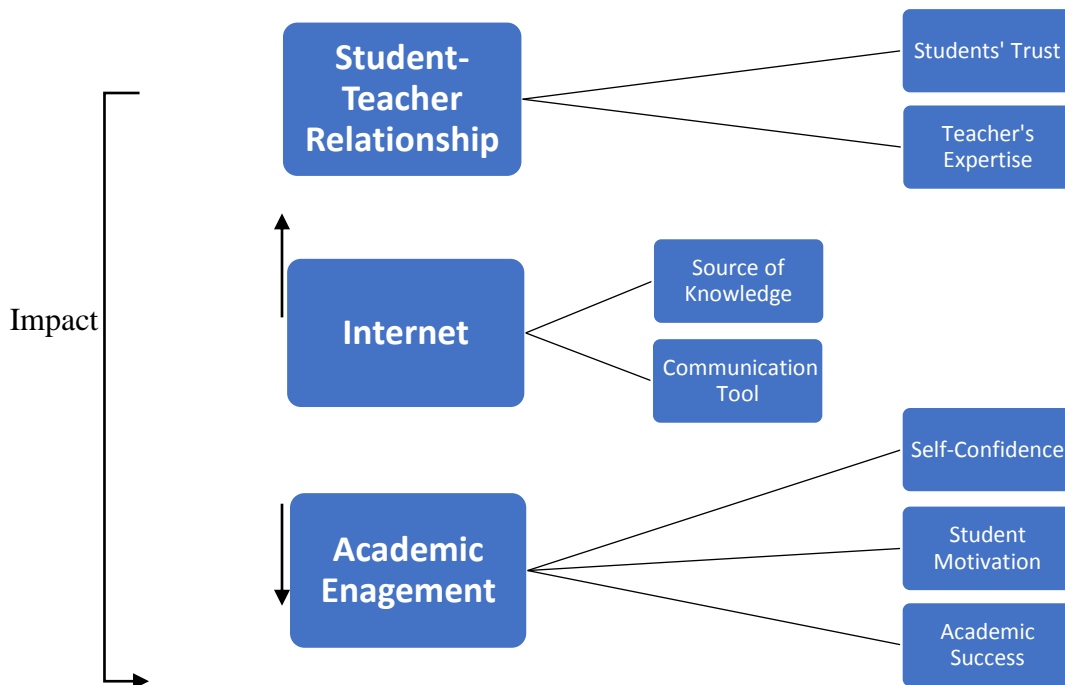 Student-
Teacher
Relationship
Students' Trust
Teacher's
Expertise
Impact
Internet
Source of
Knowledge
Communication
Tool
Academic
Enagement
Self-Confidence
Student
Motivation
Academic
Success